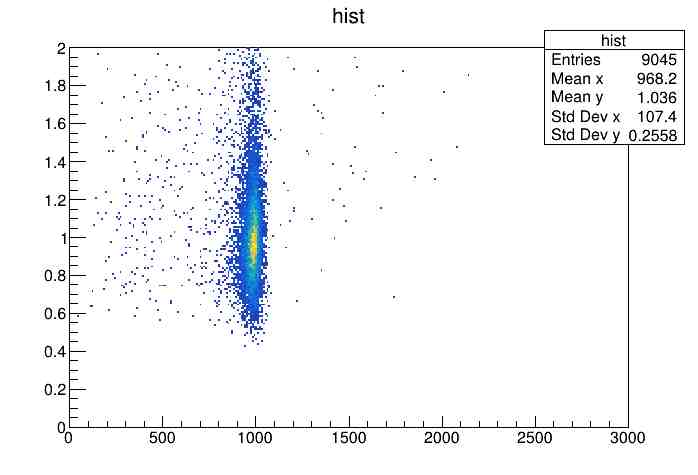 hist
hist
Entries 9045
Mean x 968.2
Mean y 1.036
Std Dev x 107.4
Std Dev y 0.2558
2
1.8
1.6
1.4
1.2
1
0.8
0.6
0.4
0.2
0
0 500 1000 1500 2000 2500 3000